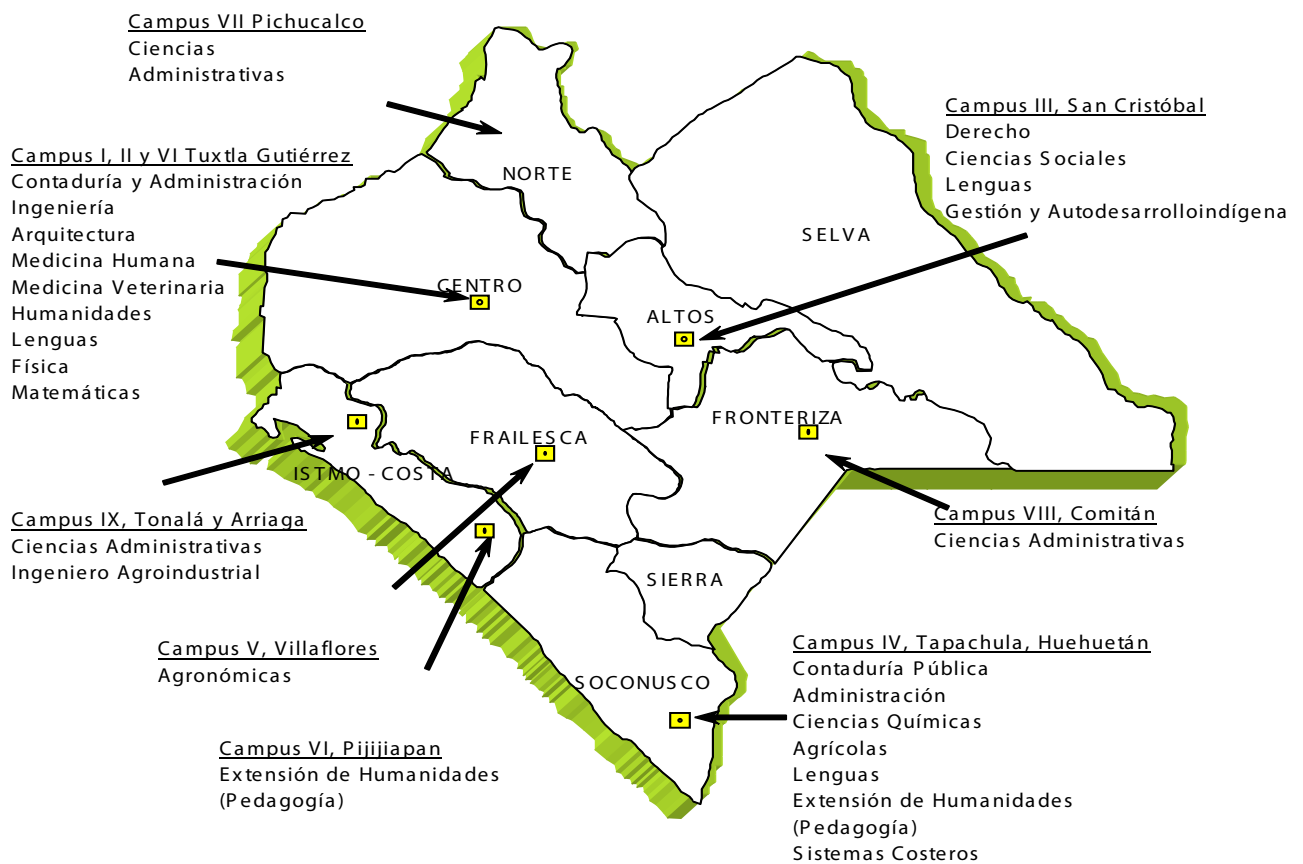 Campus VII Pichucalco
Ciencias
Administrativas
Campus III, San Cristóbal
Derecho
Ciencias Sociales
Lenguas
Gestión y Autodesarrolloindígena
Campus I, II y VI Tuxtla Gutiérrez
Contaduría y Administración
Ingeniería
Arquitectura
Medicina Humana
Medicina Veterinaria
Humanidades
Lenguas
Física
Matemáticas
NORTE
SELVA
CENTRO
ALTOS
FRONTERIZA
FRAILESCA
ISTMO - COSTA
SIERRA
SOCONUSCO
Campus IX, Tonalá y Arriaga
Ciencias Administrativas
Ingeniero Agroindustrial
Campus VIII, Comitán
Ciencias Administrativas
Campus V, Villaflores
Agronómicas
Campus VI, Pijijiapan
Extensión de Humanidades
(Pedagogía)
Campus IV, Tapachula, Huehuetán
Contaduría Pública
Administración
Ciencias Químicas
Agrícolas
Lenguas
Extensión de Humanidades
(Pedagogía)
Sistemas Costeros